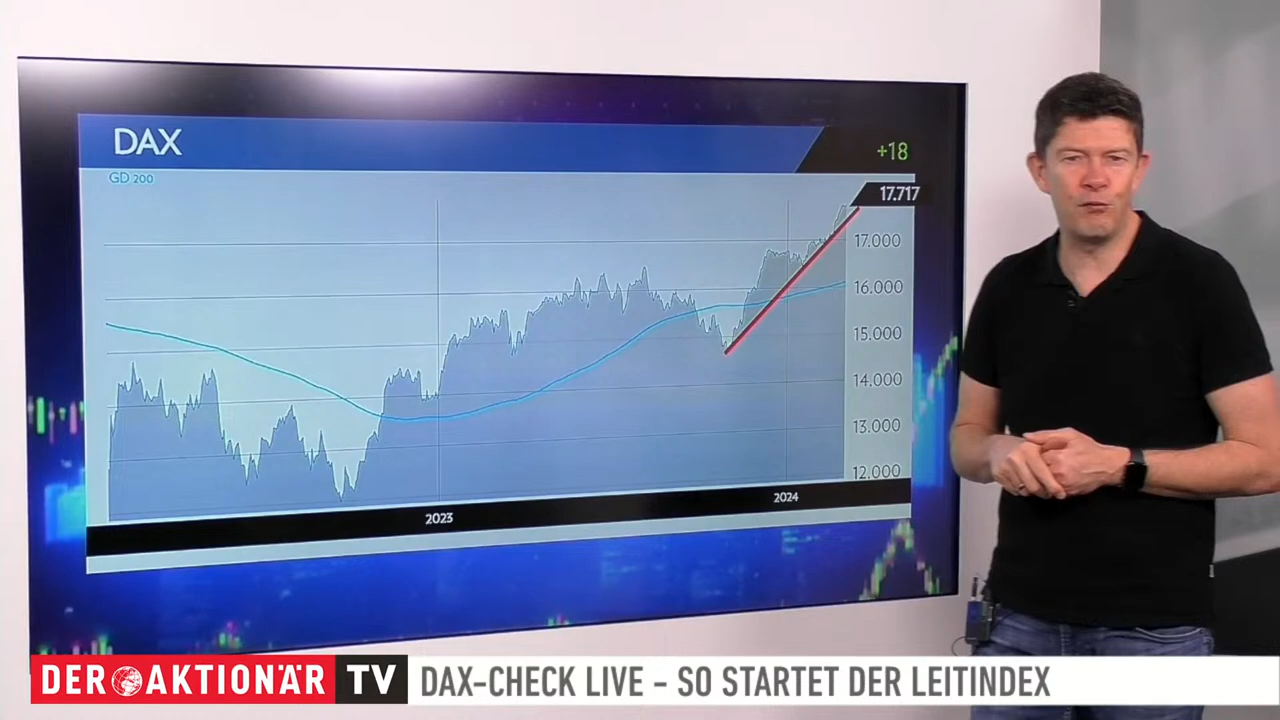 DAX
+18
GD 200
17.717
17.000
16.000
15.000
14.000
13.000
12.000
2023
2024
DER AKTIONÄR TV
DAX-CHECK LIVE - SO STARTET DER LEITINDEX